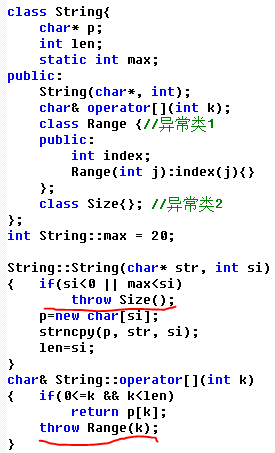 class String{
    char* p;
    int len;
    static int max;
public:
    String(char*, int);
    char& operator[](int k);
    class Range {//异常类1
    public:
        int index;
        Range(int j):index(j){}
    };
    class Size{}; //异常类2
};
int String::max = 20;

String::String(char* str, int si)
{   if(si<0 || max<si)
        throw Size();
    p=new char[si];
    strncpy(p, str, si);
    len=si;
}
char& String::operator[](int k)
{   if(0<=k && k<len)
        return p[k];
    throw Range(k);
}